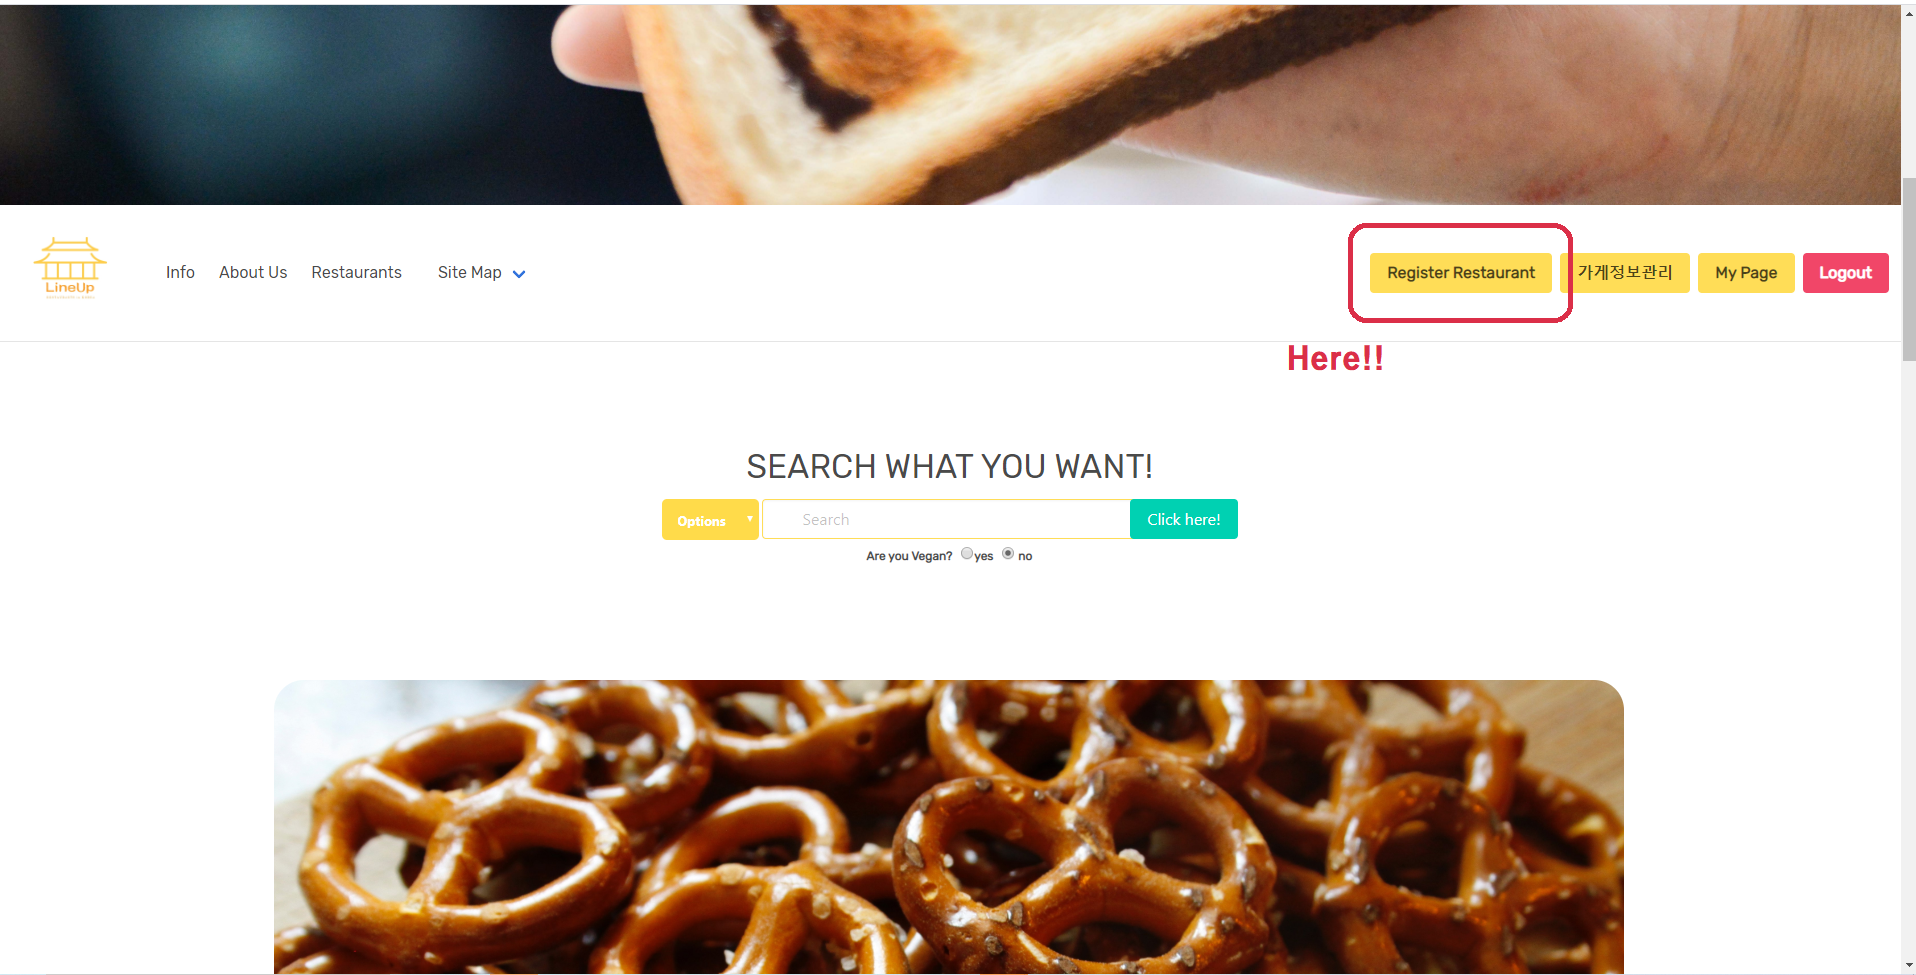 LineUp
Info About Us Restaurants Site Map
Register Restaurant 가게정보관리 My Page Logout
Here!!
SEARCH WHAT YOU WANT!
Options Search Click here!
Are you Vegan? yes no